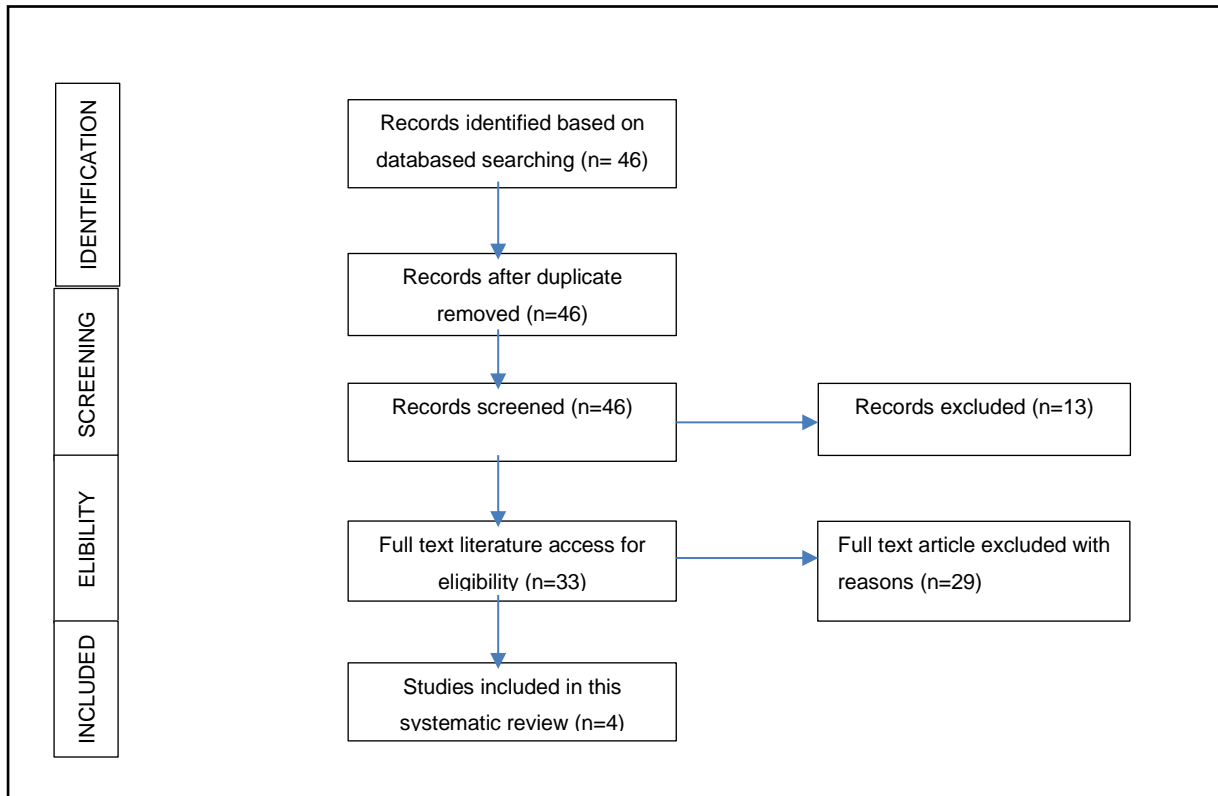 IDENTIFICATION
Records identified based on
databased searching (n= 46)
Records after duplicate
removed (n=46)
SCREENING
Records screened (n=46)
Records excluded (n=13)
ELIBILITY
Full text literature access for
eligibility (n=33)
Full text article excluded with
reasons (n=29)
INCLUDED
Studies included in this
systematic review (n=4)